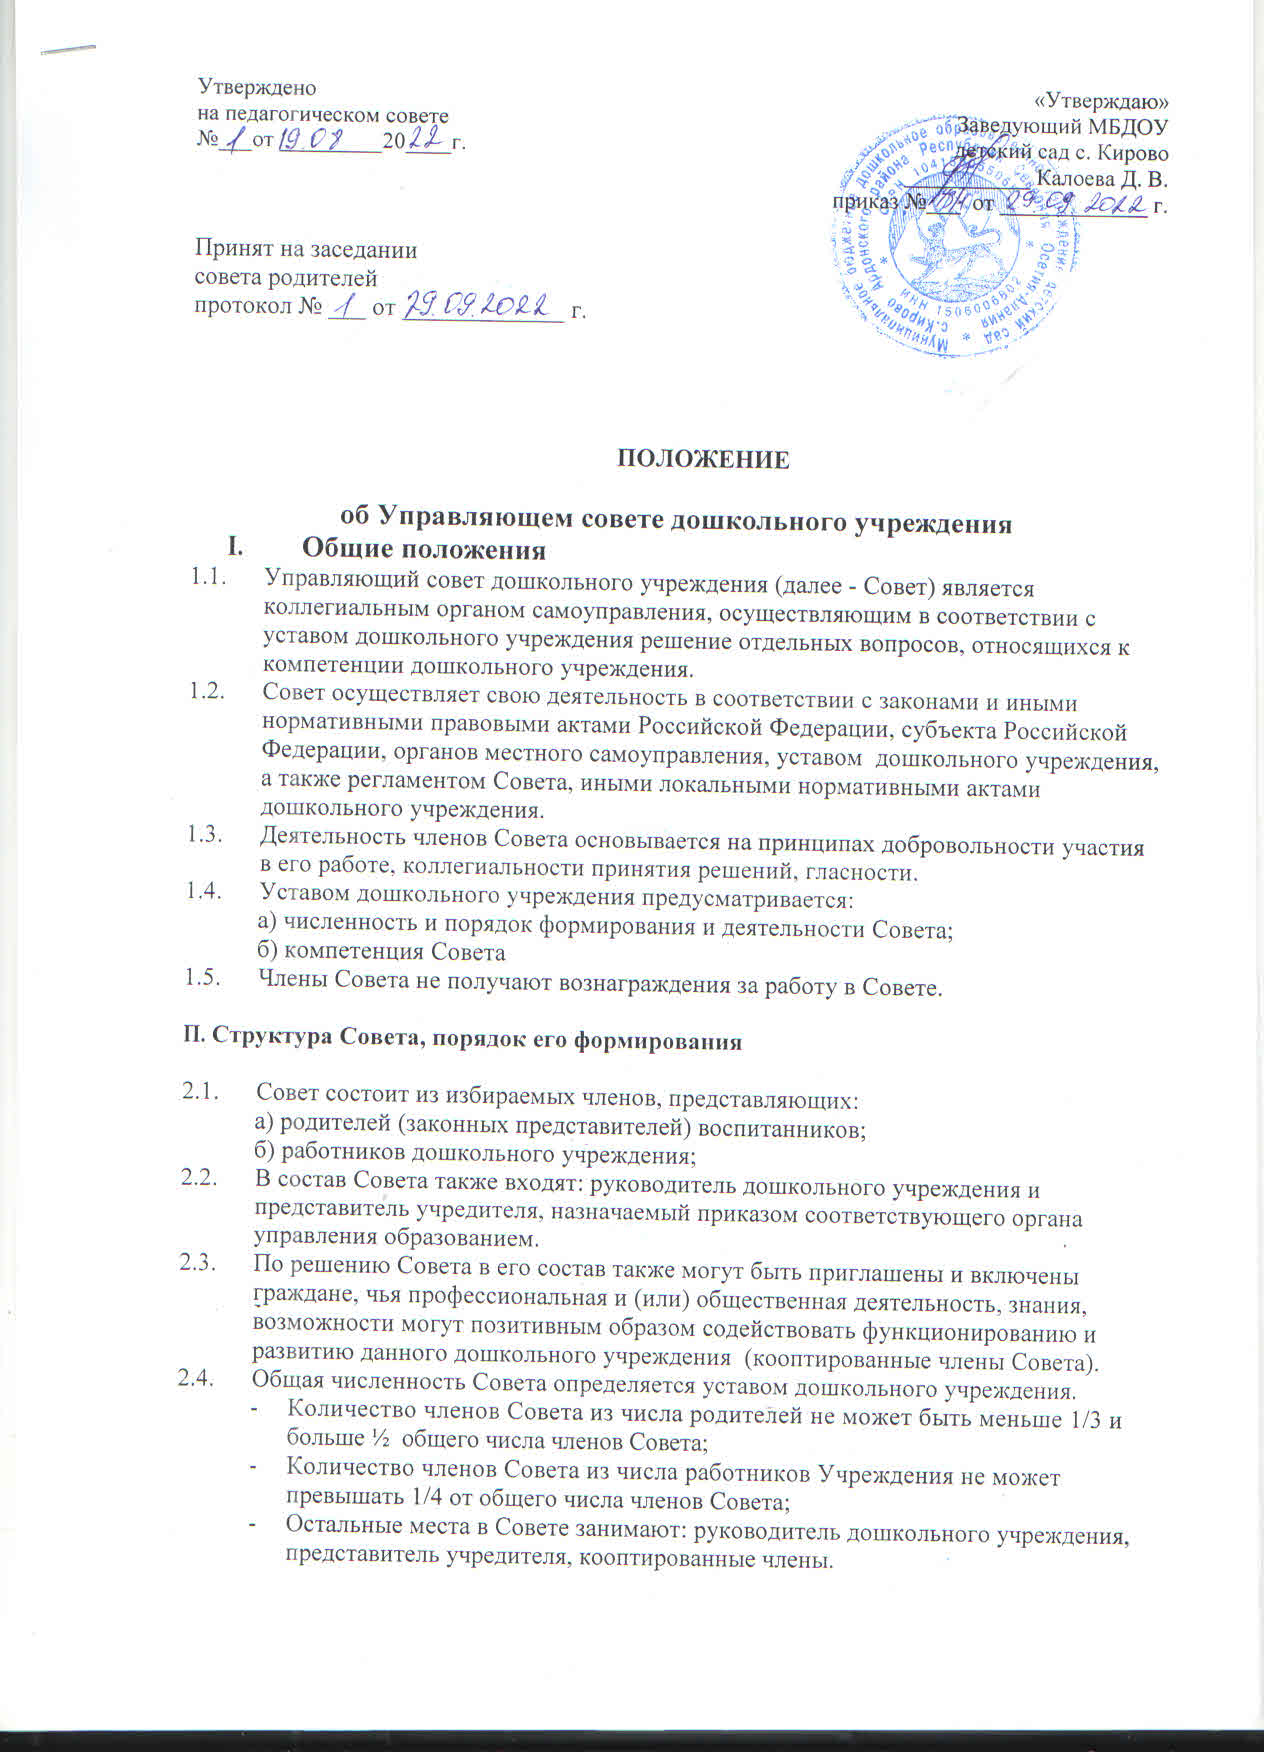 Утверждено
на педагогическом совете
№ 1 от 19.08 2022 г.
«Утверждаю»
Заведующий МБДОУ
детский сад с. Кирово
Калоева Д. В.
приказ № от 29.09.2022 г.
Принят на заседании
совета родителей
протокол № 1 от 29.09.2022 г.
ИНН 1506006502
ПОЛОЖЕНИЕ
об Управляющем совете дошкольного учреждения
I. Общие положения
1.1. Управляющий совет дошкольного учреждения (далее - Совет) является
коллегиальным органом самоуправления, осуществляющим в соответствии с
уставом дошкольного учреждения решение отдельных вопросов, относящихся к
компетенции дошкольного учреждения.
1.2. Совет осуществляет свою деятельность в соответствии с законами и иными
нормативными правовыми актами Российской Федерации, субъекта Российской
Федерации, органов местного самоуправления, уставом дошкольного учреждения,
а также регламентом Совета, иными локальными нормативными актами
дошкольного учреждения.
1.3. Деятельность членов Совета основывается на принципах добровольности участия
в его работе, коллегиальности принятия решений, гласности.
1.4. Уставом дошкольного учреждения предусматривается:
а) численность и порядок формирования и деятельности Совета;
б) компетенция Совета
1.5. Члены Совета не получают вознаграждения за работу в Совете.
П. Структура Совета, порядок его формирования
2.1. Совет состоит из избираемых членов, представляющих:
а) родителей (законных представителей) воспитанников;
б) работников дошкольного учреждения;
2.2. В состав Совета также входят: руководитель дошкольного учреждения и
представитель учредителя, назначаемый приказом соответствующего органа
управления образованием.
2.3. По решению Совета в его состав также могут быть приглашены и включены
граждане, чья профессиональная и (или) общественная деятельность, знания,
возможности могут позитивным образом содействовать функционированию и
развитию данного дошкольного учреждения (кооптированные члены Совета).
2.4. Общая численность Совета определяется уставом дошкольного учреждения.
- Количество членов Совета из числа родителей не может быть меньше 1/3 и
больше ½ общего числа членов Совета;
- Количество членов Совета из числа работников Учреждения не может
превышать 1/4 от общего числа членов Совета;
- Остальные места в Совете занимают: руководитель дошкольного учреждения,
представитель учредителя, кооптированные члены.